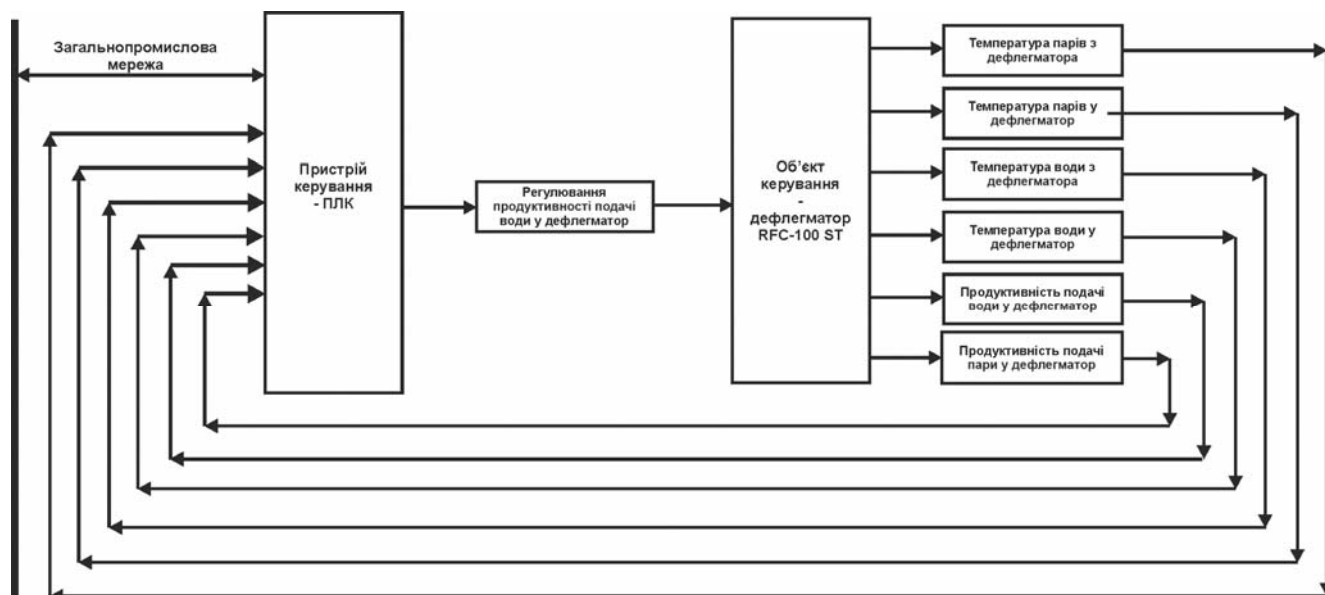 Загальнопромислова
мережа
Пристрій
керування
- ПЛК
Регулювання
продуктивності подачі
води у дефлегматор
Об'єкт
керування
-
дефлегматор
RFC-100 ST
Температура парів з
дефлегматора
Температура парів у
дефлегматор
Температура води з
дефлегматора
Температура води у
дефлегматор
Продуктивність подачі
води у дефлегматор
Продуктивність подачі
пари у дефлегматор